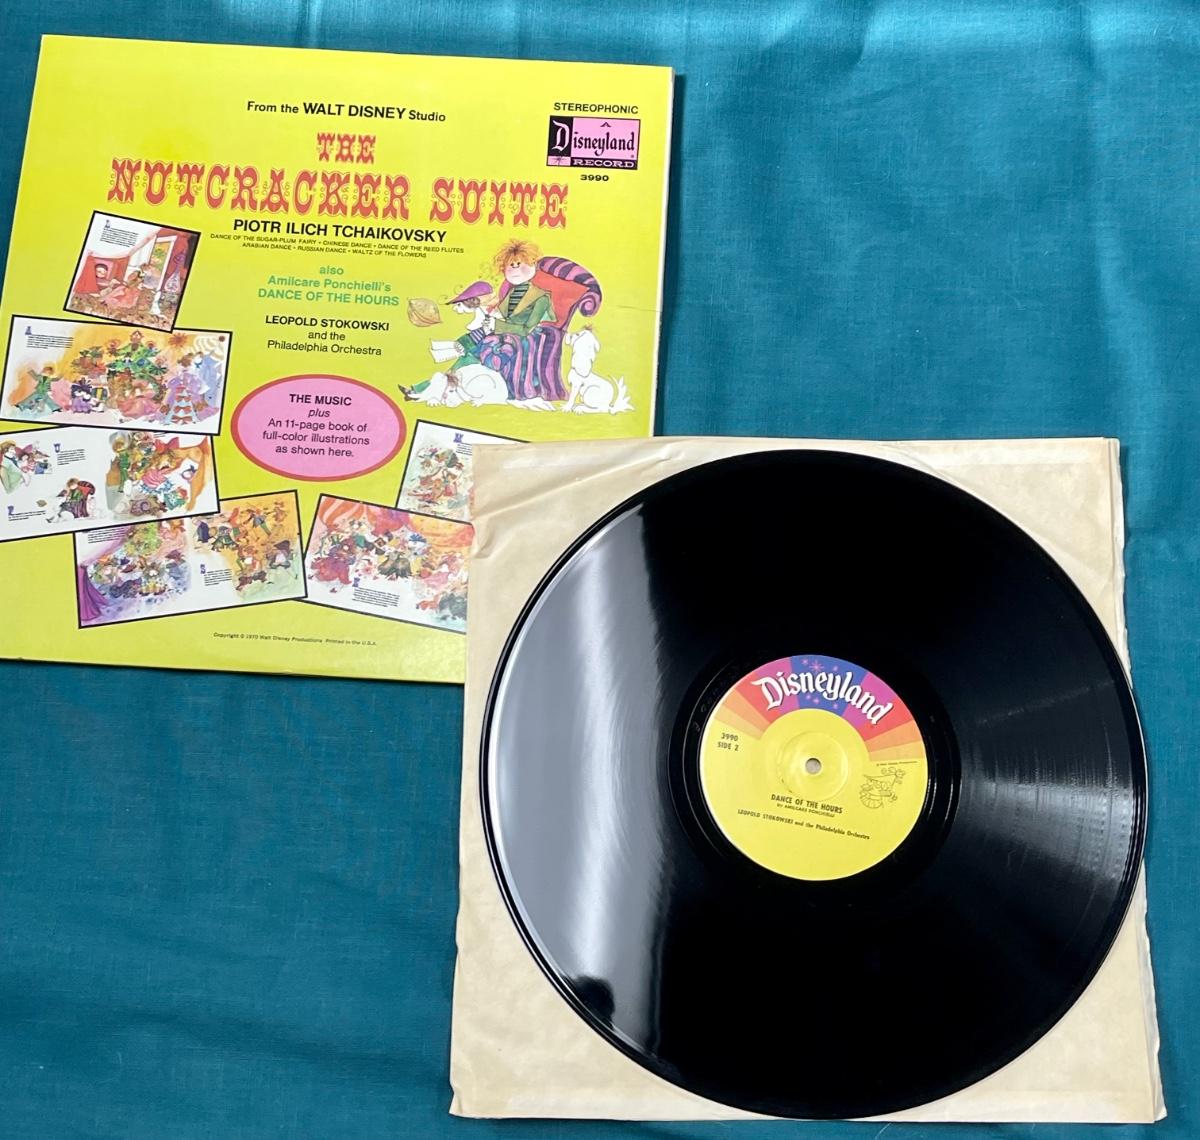 From the WALT DISNEY Studio
STEREOPHONIC
Disneyland
RECORD
3990
THE
NUTCRACKER SUITE
PIOTR ILICH TCHAIKOVSKY
DANCE OF THE SUGAR-PLUM FAIRY • CHINESE DANCE • DANCE OF THE REED FLUTES
ARABIAN DANCE • RUSSIAN DANCE • WALTZ OF THE FLOWERS
also
Amilcare Ponchielli's
DANCE OF THE HOURS
LEOPOLD STOKOWSKI
and the
Philadelphia Orchestra
THE MUSIC
plus
An 11-page book of
full-color illustrations
as shown here.
Copyright © 1970 Walt Disney Productions Printed in the U.S.A.
Disneyland
3990
SIDE 2
DANCE OF THE HOURS
By AMILCARE PONCIELLI
LEOPOLD STOKOWSKI and the Philadelphia Orchestra